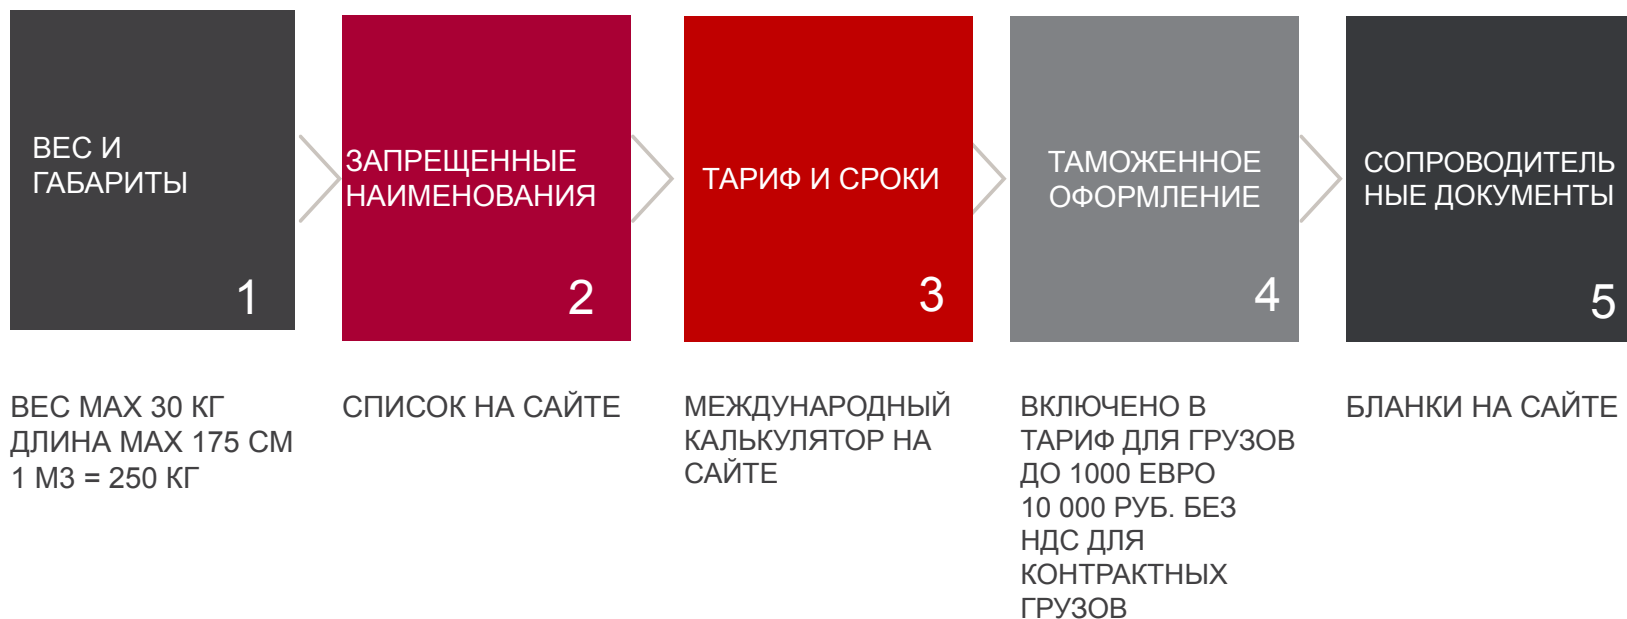 ВЕС И
ГАБАРИТЫ
1
ЗАПРЕЩЕННЫЕ
НАИМЕНОВАНИЯ
2
ТАРИФ И СРОКИ
3
ТАМОЖЕННОЕ
ОФОРМЛЕНИЕ
4
СОПРОВОДИТЕЛЬ
НЫЕ ДОКУМЕНТЫ
5
ВЕС MAX 30 КГ
ДЛИНА MAX 175 СМ
1 М3 = 250 КГ
СПИСОК НА САЙТЕ
МЕЖДУНАРОДНЫЙ
КАЛЬКУЛЯТОР НА
САЙТЕ
ВКЛЮЧЕНО В
ТАРИФ ДЛЯ ГРУЗОВ
ДО 1000 ЕВРО
10 000 РУБ. БЕЗ
НДС ДЛЯ
КОНТРАКТНЫХ
ГРУЗОВ
БЛАНКИ НА САЙТЕ